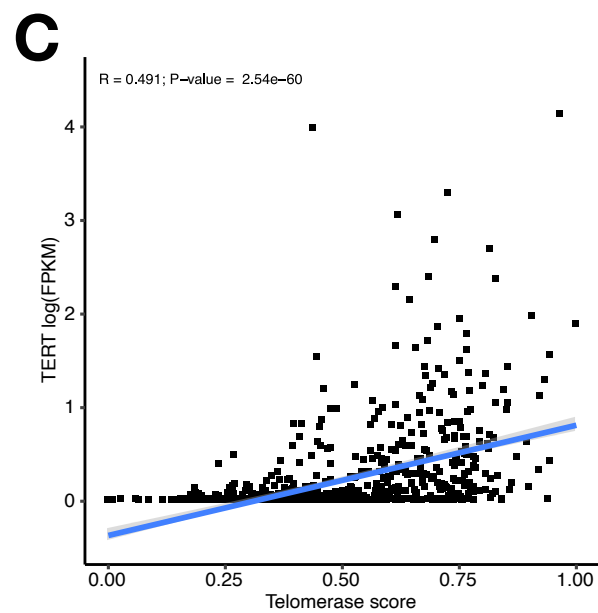 C
R = 0.491; P−value =  2.54e−60
4
3
2
1
0
TERT log(FPKM)
0.00 0.25 0.50 0.75 1.00
Telomerase score